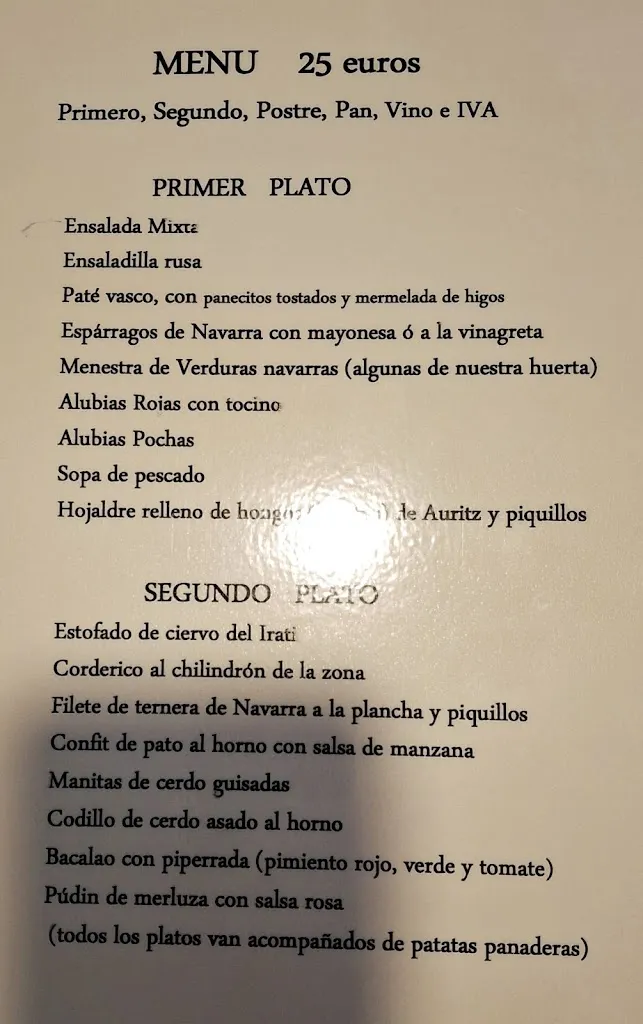 MENU 25 euros
Primero, Segundo, Postre, Pan, Vino e IVA
PRIMER PLATO
Ensalada Mixta
Ensaladilla rusa
Paté vasco, con panecitos tostados y mermelada de higos
Espárragos de Navarra con mayonesa ó a la vinagreta
Menestra de Verduras navarras (algunas de nuestra huerta)
Alubias Rojas con tocino
Alubias Pochas
Sopa de pescado
Hojaldre relleno de hongos de Auritz y piquillos
SEGUNDO PLATO
Estofado de ciervo del Irati
Corderico al chilindrón de la zona
Filete de ternera de Navarra a la plancha y piquillos
Confit de pato al horno con salsa de manzana
Manitas de cerdo guisadas
Codillo de cerdo asado al horno
Bacalao con piperrada (pimiento rojo, verde y tomate)
Púdin de merluza con salsa rosa
(todos los platos van acompañados de patatas panaderas)